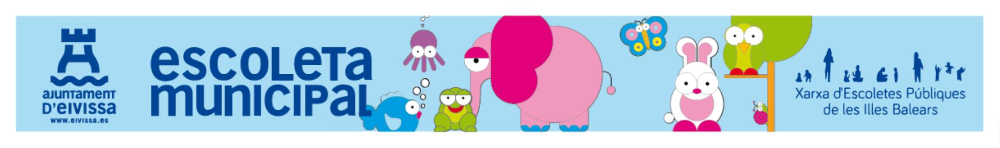 ajuntament
d'eivissa
www.eivissa.es
escoleta
municipal
Xarxa d'Escoletes Públiques
de les Illes Balears